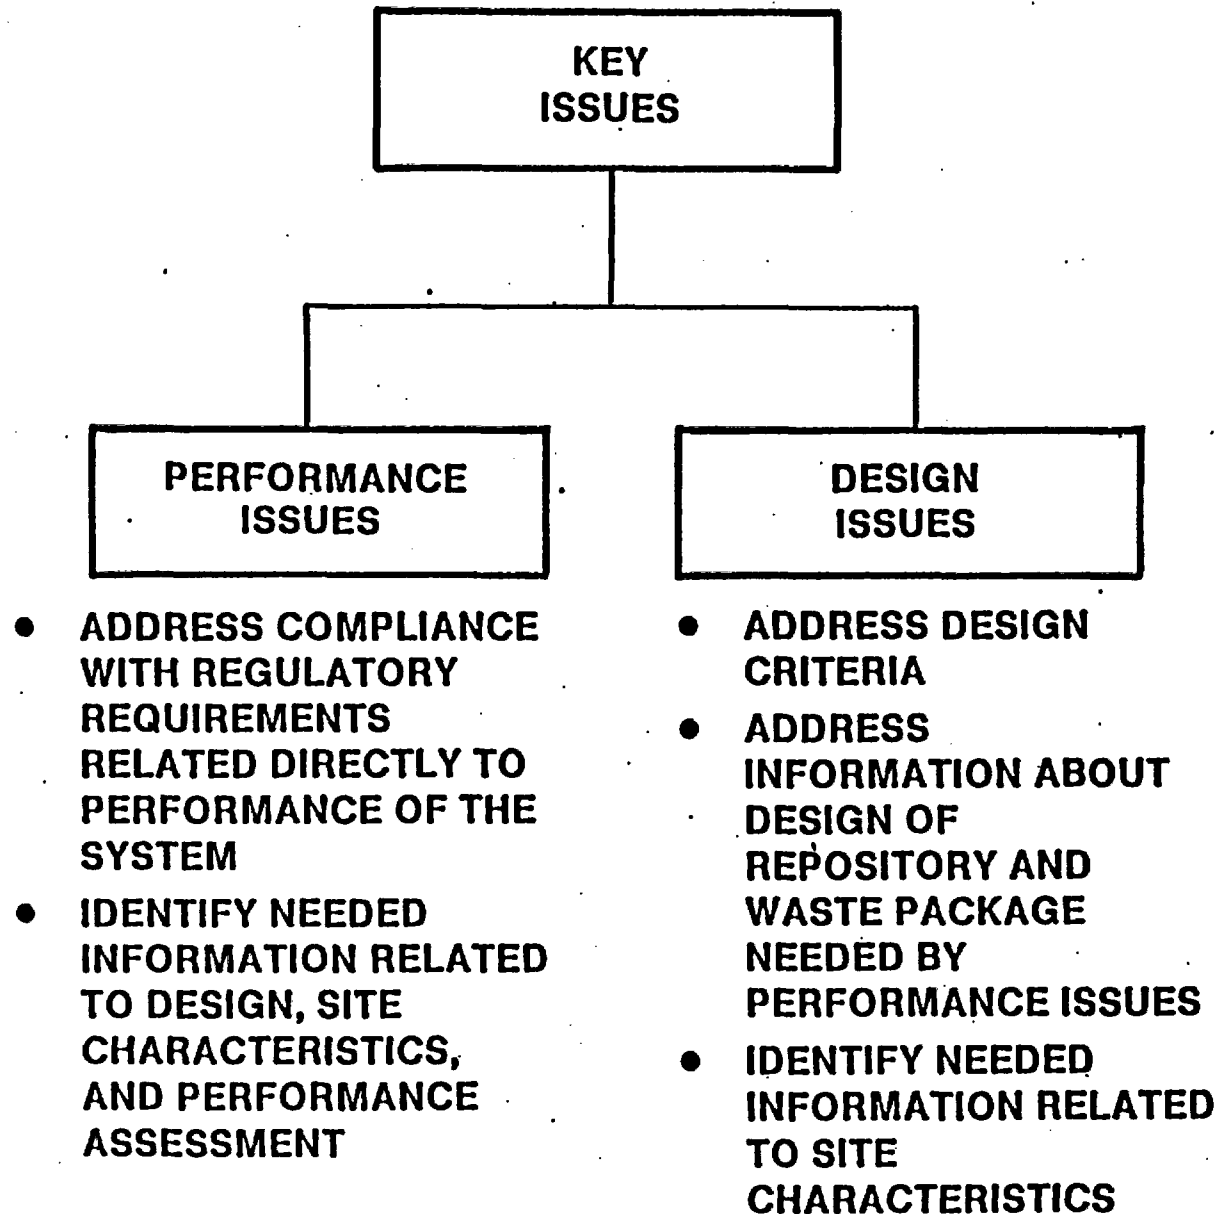 KEY
ISSUES
PERFORMANCE
ISSUES
● ADDRESS COMPLIANCE
WITH REGULATORY
REQUIREMENTS
RELATED DIRECTLY TO
PERFORMANCE OF THE
SYSTEM
● IDENTIFY NEEDED
INFORMATION RELATED
TO DESIGN, SITE
CHARACTERISTICS,
AND PERFORMANCE
ASSESSMENT
DESIGN
ISSUES
● ADDRESS DESIGN
CRITERIA
● ADDRESS
INFORMATION ABOUT
DESIGN OF
REPOSITORY AND
WASTE PACKAGE
NEEDED BY
PERFORMANCE ISSUES
● IDENTIFY NEEDED
INFORMATION RELATED
TO SITE
CHARACTERISTICS